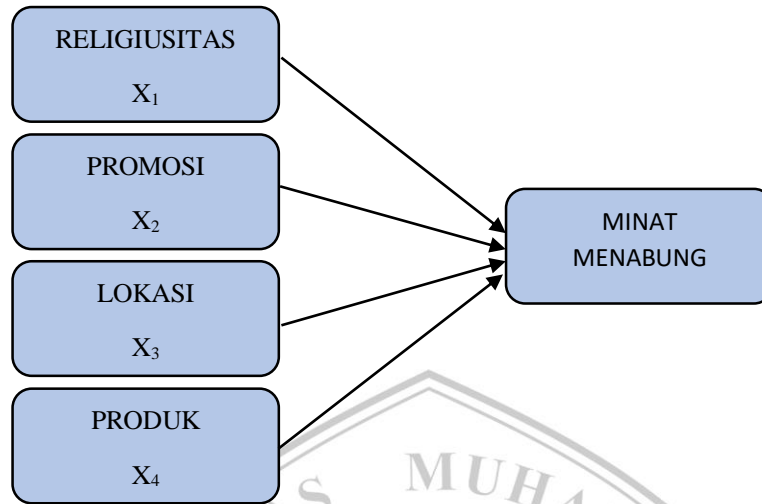 RELIGIUSITAS
X₁
PROMOSI
X₂
LOKASI
X₃
PRODUK
X₄
MINAT
MENABUNG
S MUHA